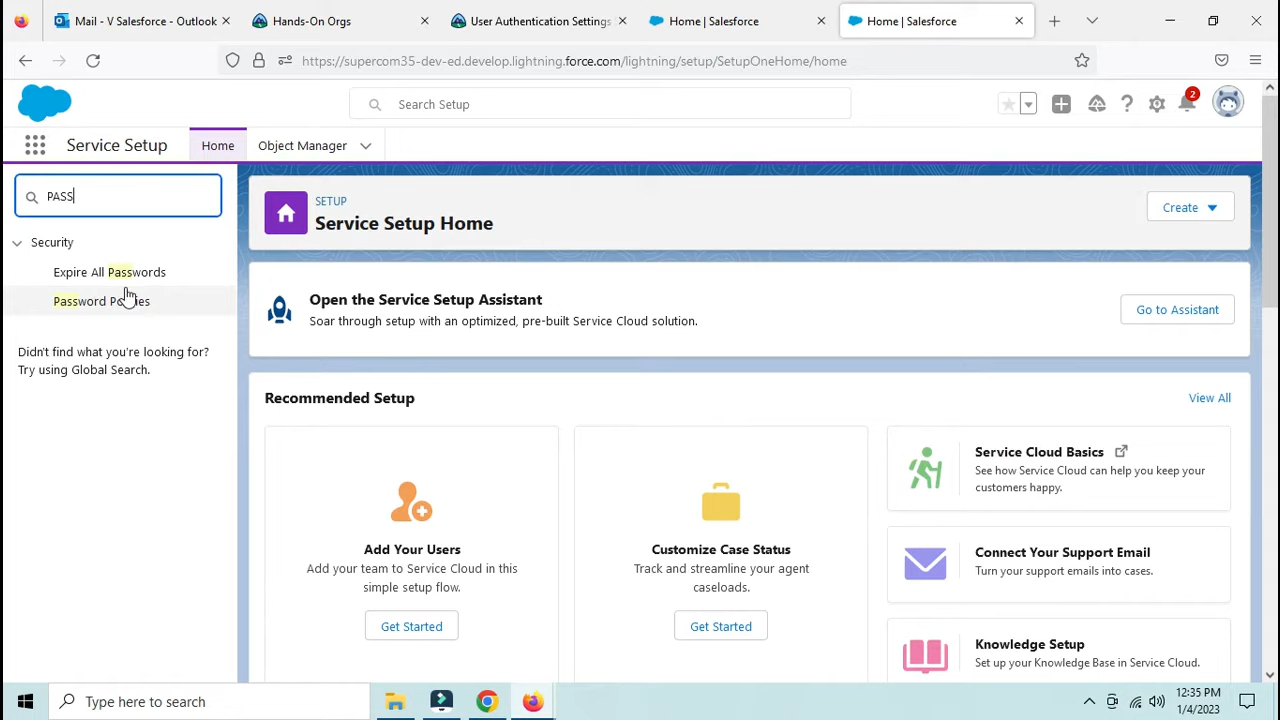 Mail - V Salesforce - Outlook
Hands-On Orgs
User Authentication Settings
Home | Salesforce
Home | Salesforce
https://supercom35-dev-ed.develop.lightning.force.com/lightning/setup/SetupOneHome/home
Search Setup
2
Service Setup
Home
Object Manager
PASS
Security
Expire All Passwords
Password Policies
Didn't find what you're looking for?
Try using Global Search.
SETUP
Service Setup Home
Create
Open the Service Setup Assistant
Soar through setup with an optimized, pre-built Service Cloud solution.
Go to Assistant
Recommended Setup
View All
Add Your Users
Add your team to Service Cloud in this
simple setup flow.
Get Started
Customize Case Status
Track and streamline your agent
caseloads.
Get Started
Service Cloud Basics
See how Service Cloud can help you keep your
customers happy.
Connect Your Support Email
Turn your support emails into cases.
Knowledge Setup
Set up your Knowledge Base in Service Cloud.
Type here to search
12:35 PM
1/4/2023